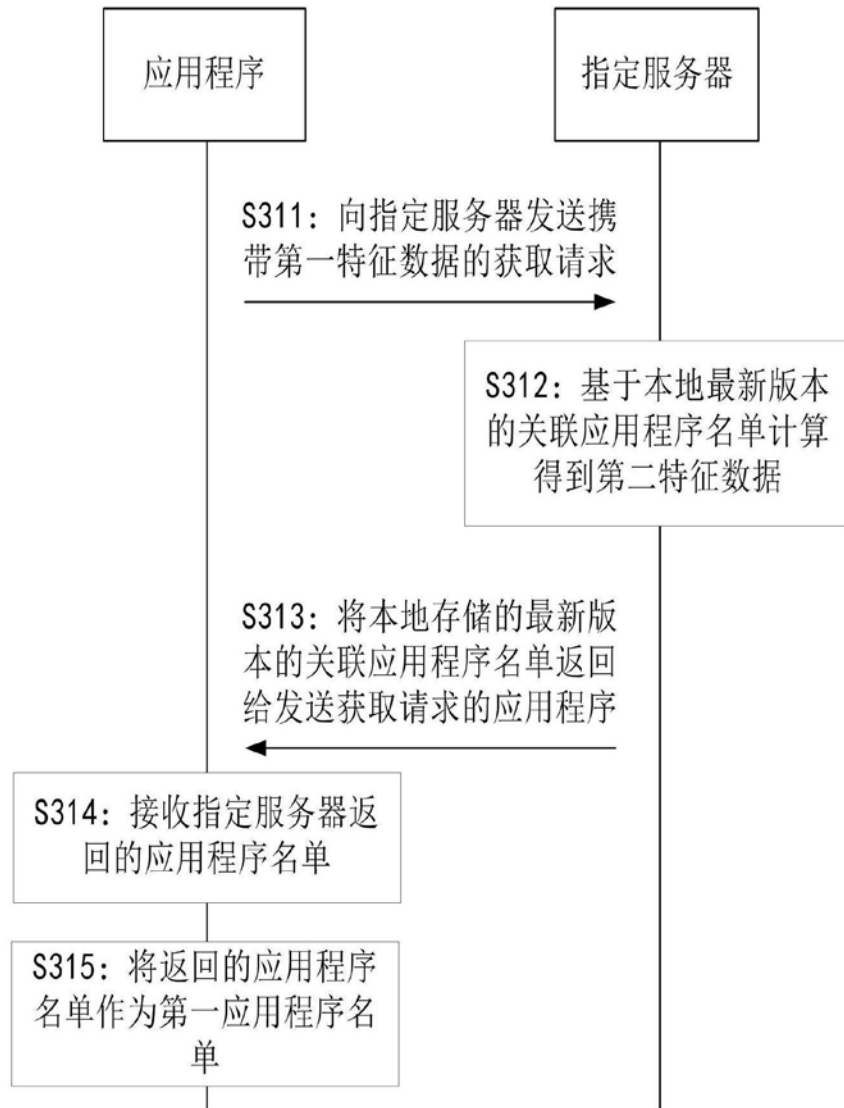 应用程序
指定服务器
S311：向指定服务器发送携
带第一特征数据的获取请求
S312：基于本地最新版本
的关联应用程序名单计算
得到第二特征数据
S313：将本地存储的最新版
本的关联应用程序名单返回
给发送获取请求的应用程序
S314：接收指定服务器返
回的应用程序名单
S315：将返回的应用程序
名单作为第一应用程序名
单